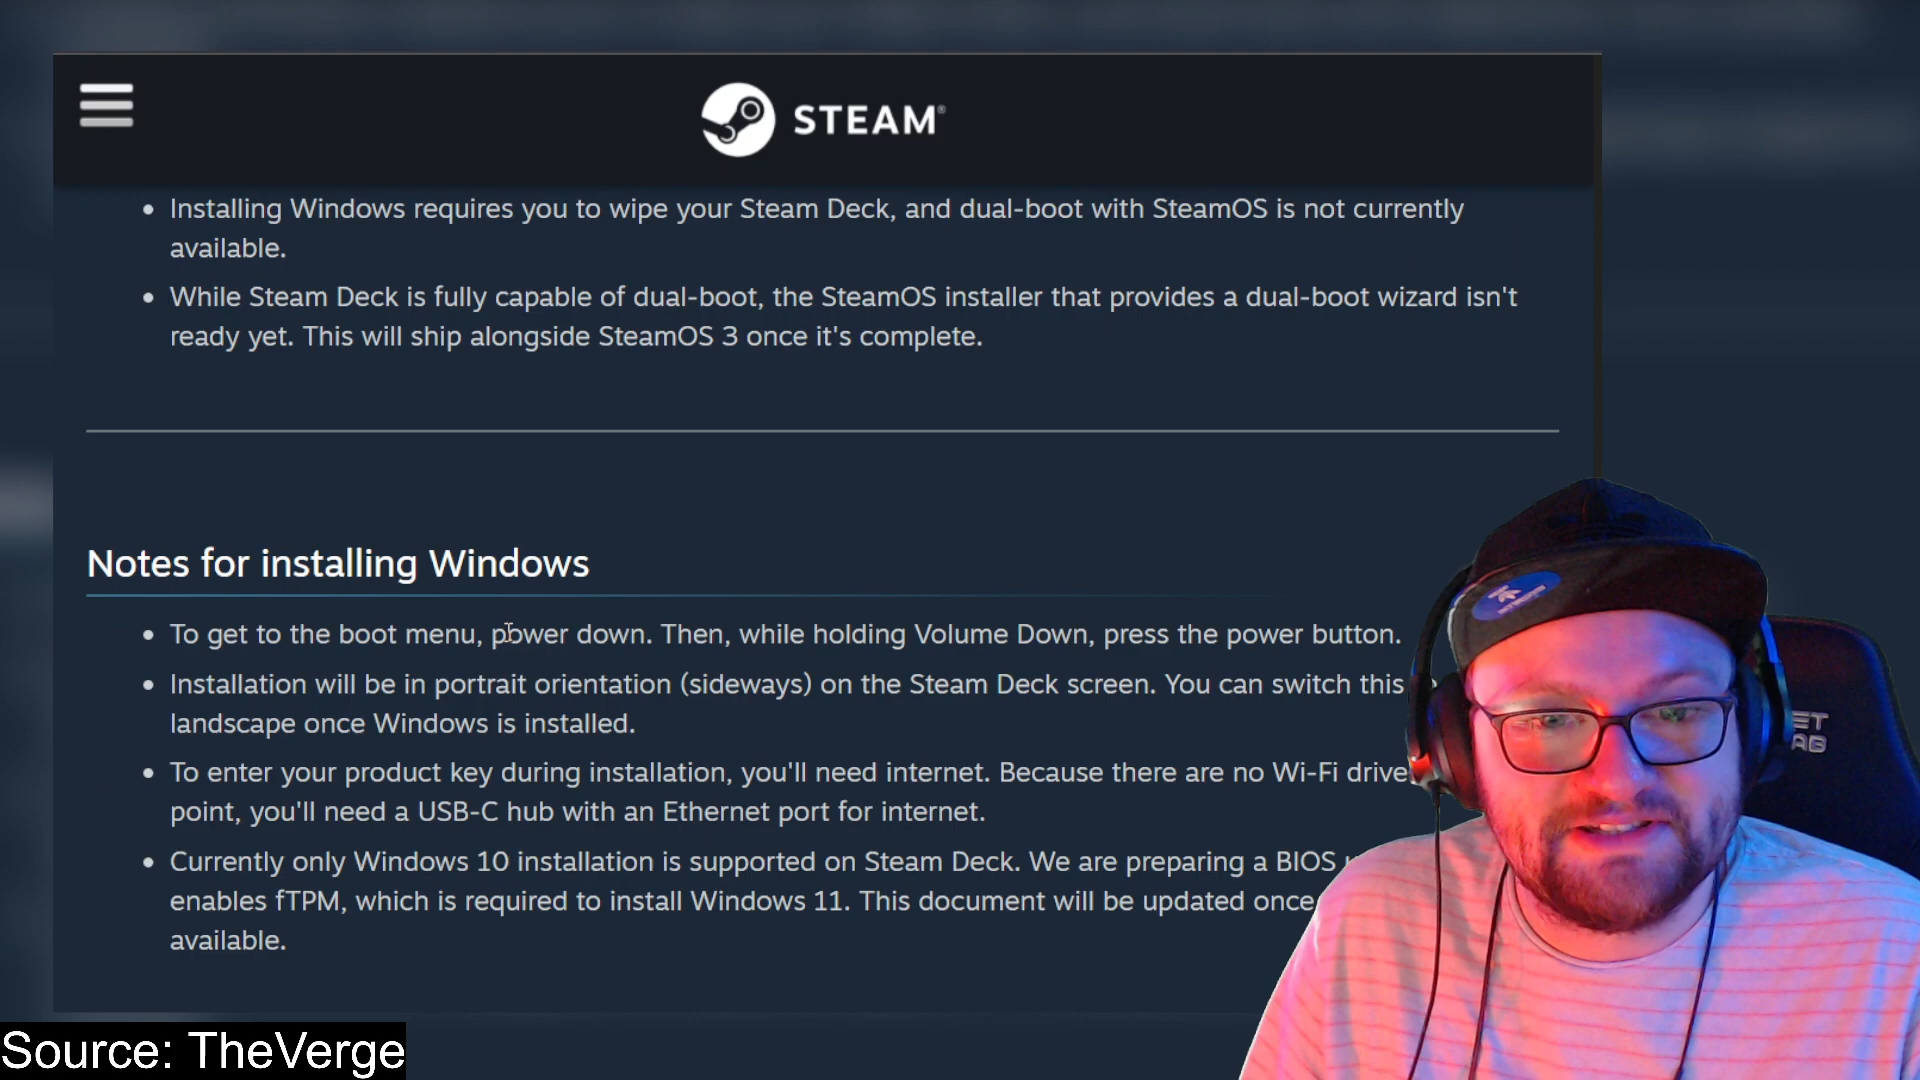 STEAM®
Installing Windows requires you to wipe your Steam Deck, and dual-boot with SteamOS is not currently
available.
While Steam Deck is fully capable of dual-boot, the SteamOS installer that provides a dual-boot wizard isn't
ready yet. This will ship alongside SteamOS 3 once it's complete.
Notes for installing Windows
To get to the boot menu, power down. Then, while holding Volume Down, press the power button.
Installation will be in portrait orientation (sideways) on the Steam Deck screen. You can switch this
landscape once Windows is installed.
To enter your product key during installation, you'll need internet. Because there are no Wi-Fi drive
point, you'll need a USB-C hub with an Ethernet port for internet.
Currently only Windows 10 installation is supported on Steam Deck. We are preparing a BIOS
enables fTPM, which is required to install Windows 11. This document will be updated once
available.
Source: TheVerge